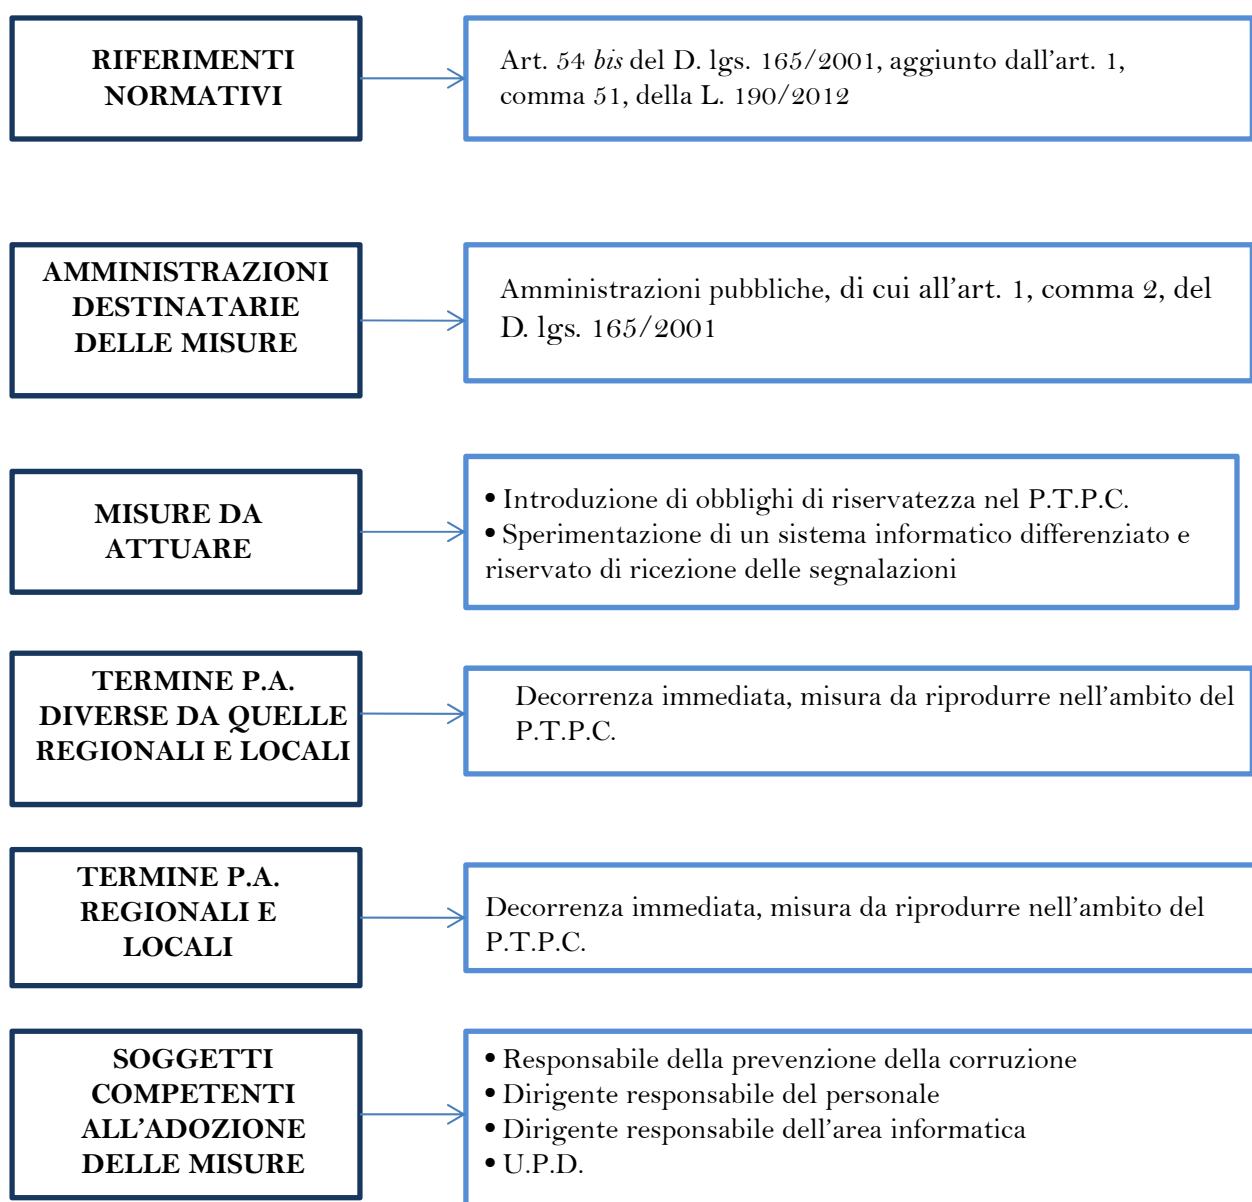 RIFERIMENTI
NORMATIVI
Art. 54 bis del D. lgs. 165/2001, aggiunto dall’art. 1,
comma 51, della L. 190/2012
AMMINISTRAZIONI
DESTINATARIE
DELLE MISURE
Amministrazioni pubbliche, di cui all’art. 1, comma 2, del
D. lgs. 165/2001
MISURE DA
ATTUARE
• Introduzione di obblighi di riservatezza nel P.T.P.C.
• Sperimentazione di un sistema informatico differenziato e
riservato di ricezione delle segnalazioni
TERMINE P.A.
DIVERSE DA QUELLE
REGIONALI E LOCALI
Decorrenza immediata, misura da riprodurre nell’ambito del
P.T.P.C.
TERMINE P.A.
REGIONALI E
LOCALI
Decorrenza immediata, misura da riprodurre nell’ambito del
P.T.P.C.
SOGGETTI
COMPETENTI
ALL’ADOZIONE
DELLE MISURE
• Responsabile della prevenzione della corruzione
• Dirigente responsabile del personale
• Dirigente responsabile dell’area informatica
• U.P.D.